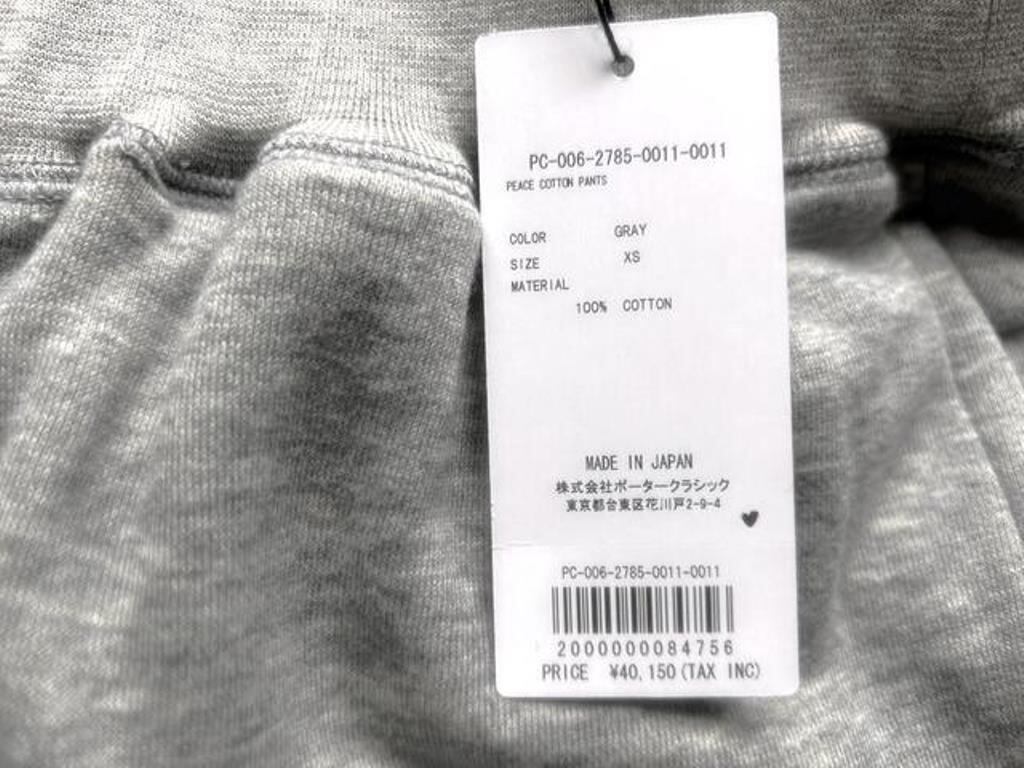 PC-006-2785-0011-0011
PEACE COTTON PANTS
COLOR GRAY
SIZE XS
MATERIAL
100% COTTON
MADE IN JAPAN
株式会社ポータークラシック
東京都台東区花川戸2-9-4
PC-006-2785-0011-0011
2000000084756
PRICE ¥40,150(TAX INC)